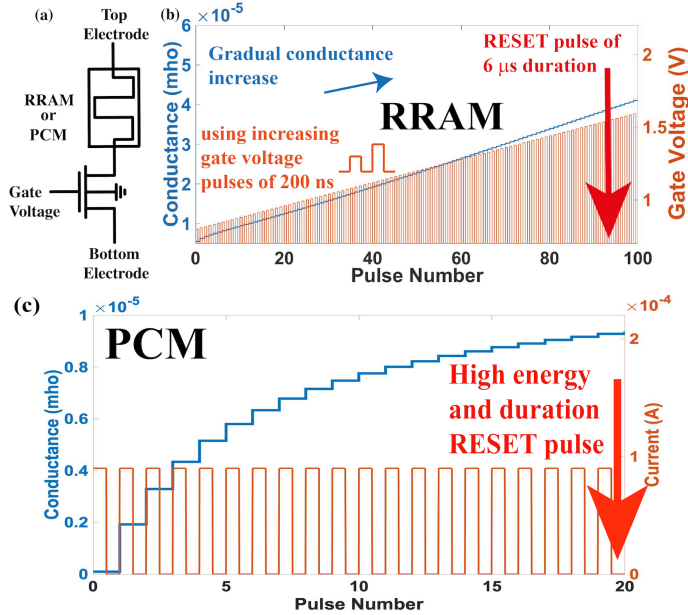 (a)
Top
Electrode
RRAM
or
PCM
Gate
Voltage
Bottom
Electrode
(b)
×10⁻⁵
6
5
4
3
2
1
Conductance (mho)
Gradual conductance
increase
RESET pulse of
6 μs duration
RRAM
using increasing
gate voltage
pulses of 200 ns
2
1.5
1
Gate Voltage (V)
0 20 40 60 80 100
Pulse Number
(c)
×10⁻⁵
1
0.8
0.6
0.4
0.2
0
Conductance (mho)
PCM
High energy
and duration
RESET pulse
×10⁻⁴
2
1
0
Current (A)
0 5 10 15 20
Pulse Number